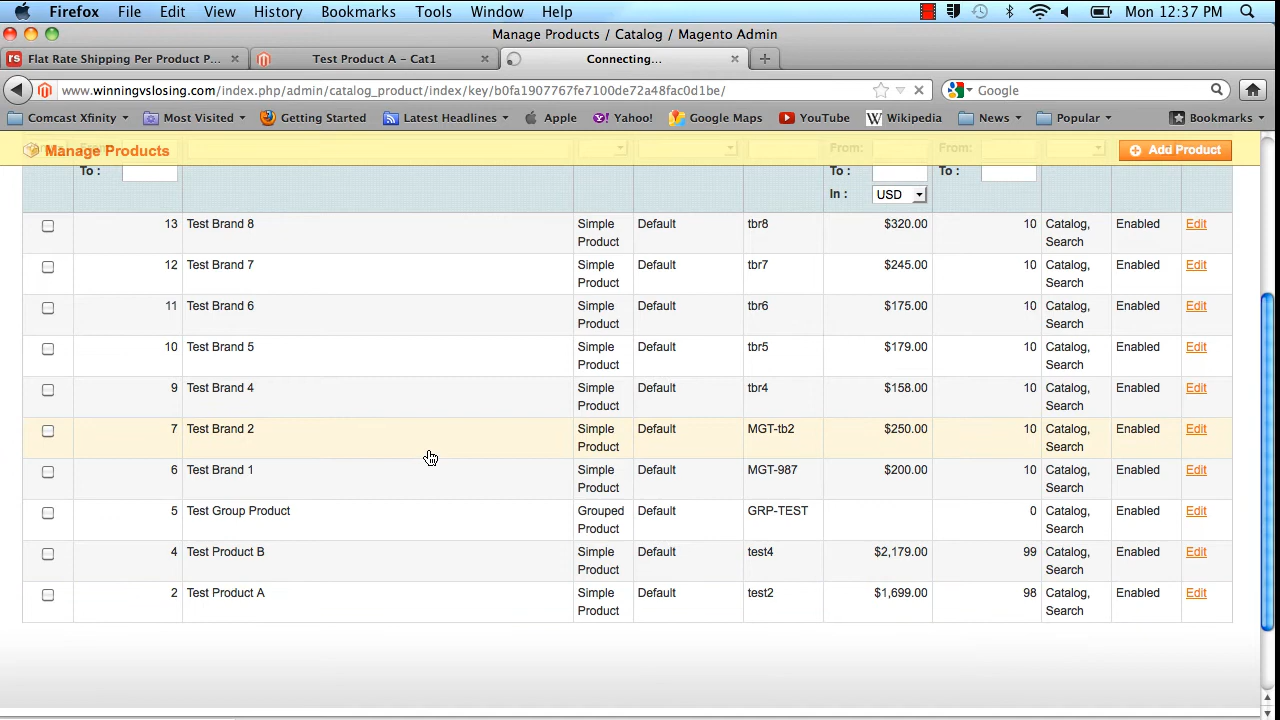 Firefox File Edit View History Bookmarks Tools Window Help Mon 12:37 PM
Manage Products / Catalog / Magento Admin
Flat Rate Shipping Per Product P... Test Product A - Cat1 Connecting...
www.winningvslosing.com/index.php/admin/catalog_product/index/key/b0fa1907767fe7100de72a48fac0d1be/ Google
Comcast Xfinity Most Visited Getting Started Latest Headlines Apple Yahoo! Google Maps YouTube Wikipedia News Popular Bookmarks
Manage Products From: From: Add Product
To : To : To :
In : USD
13 Test Brand 8 Simple Product Default tbr8 $320.00 10 Catalog, Search Enabled Edit
12 Test Brand 7 Simple Product Default tbr7 $245.00 10 Catalog, Search Enabled Edit
11 Test Brand 6 Simple Product Default tbr6 $175.00 10 Catalog, Search Enabled Edit
10 Test Brand 5 Simple Product Default tbr5 $179.00 10 Catalog, Search Enabled Edit
9 Test Brand 4 Simple Product Default tbr4 $158.00 10 Catalog, Search Enabled Edit
7 Test Brand 2 Simple Product Default MGT-tb2 $250.00 10 Catalog, Search Enabled Edit
6 Test Brand 1 Simple Product Default MGT-987 $200.00 10 Catalog, Search Enabled Edit
5 Test Group Product Grouped Product Default GRP-TEST 0 Catalog, Search Enabled Edit
4 Test Product B Simple Product Default test4 $2,179.00 99 Catalog, Search Enabled Edit
2 Test Product A Simple Product Default test2 $1,699.00 98 Catalog, Search Enabled Edit